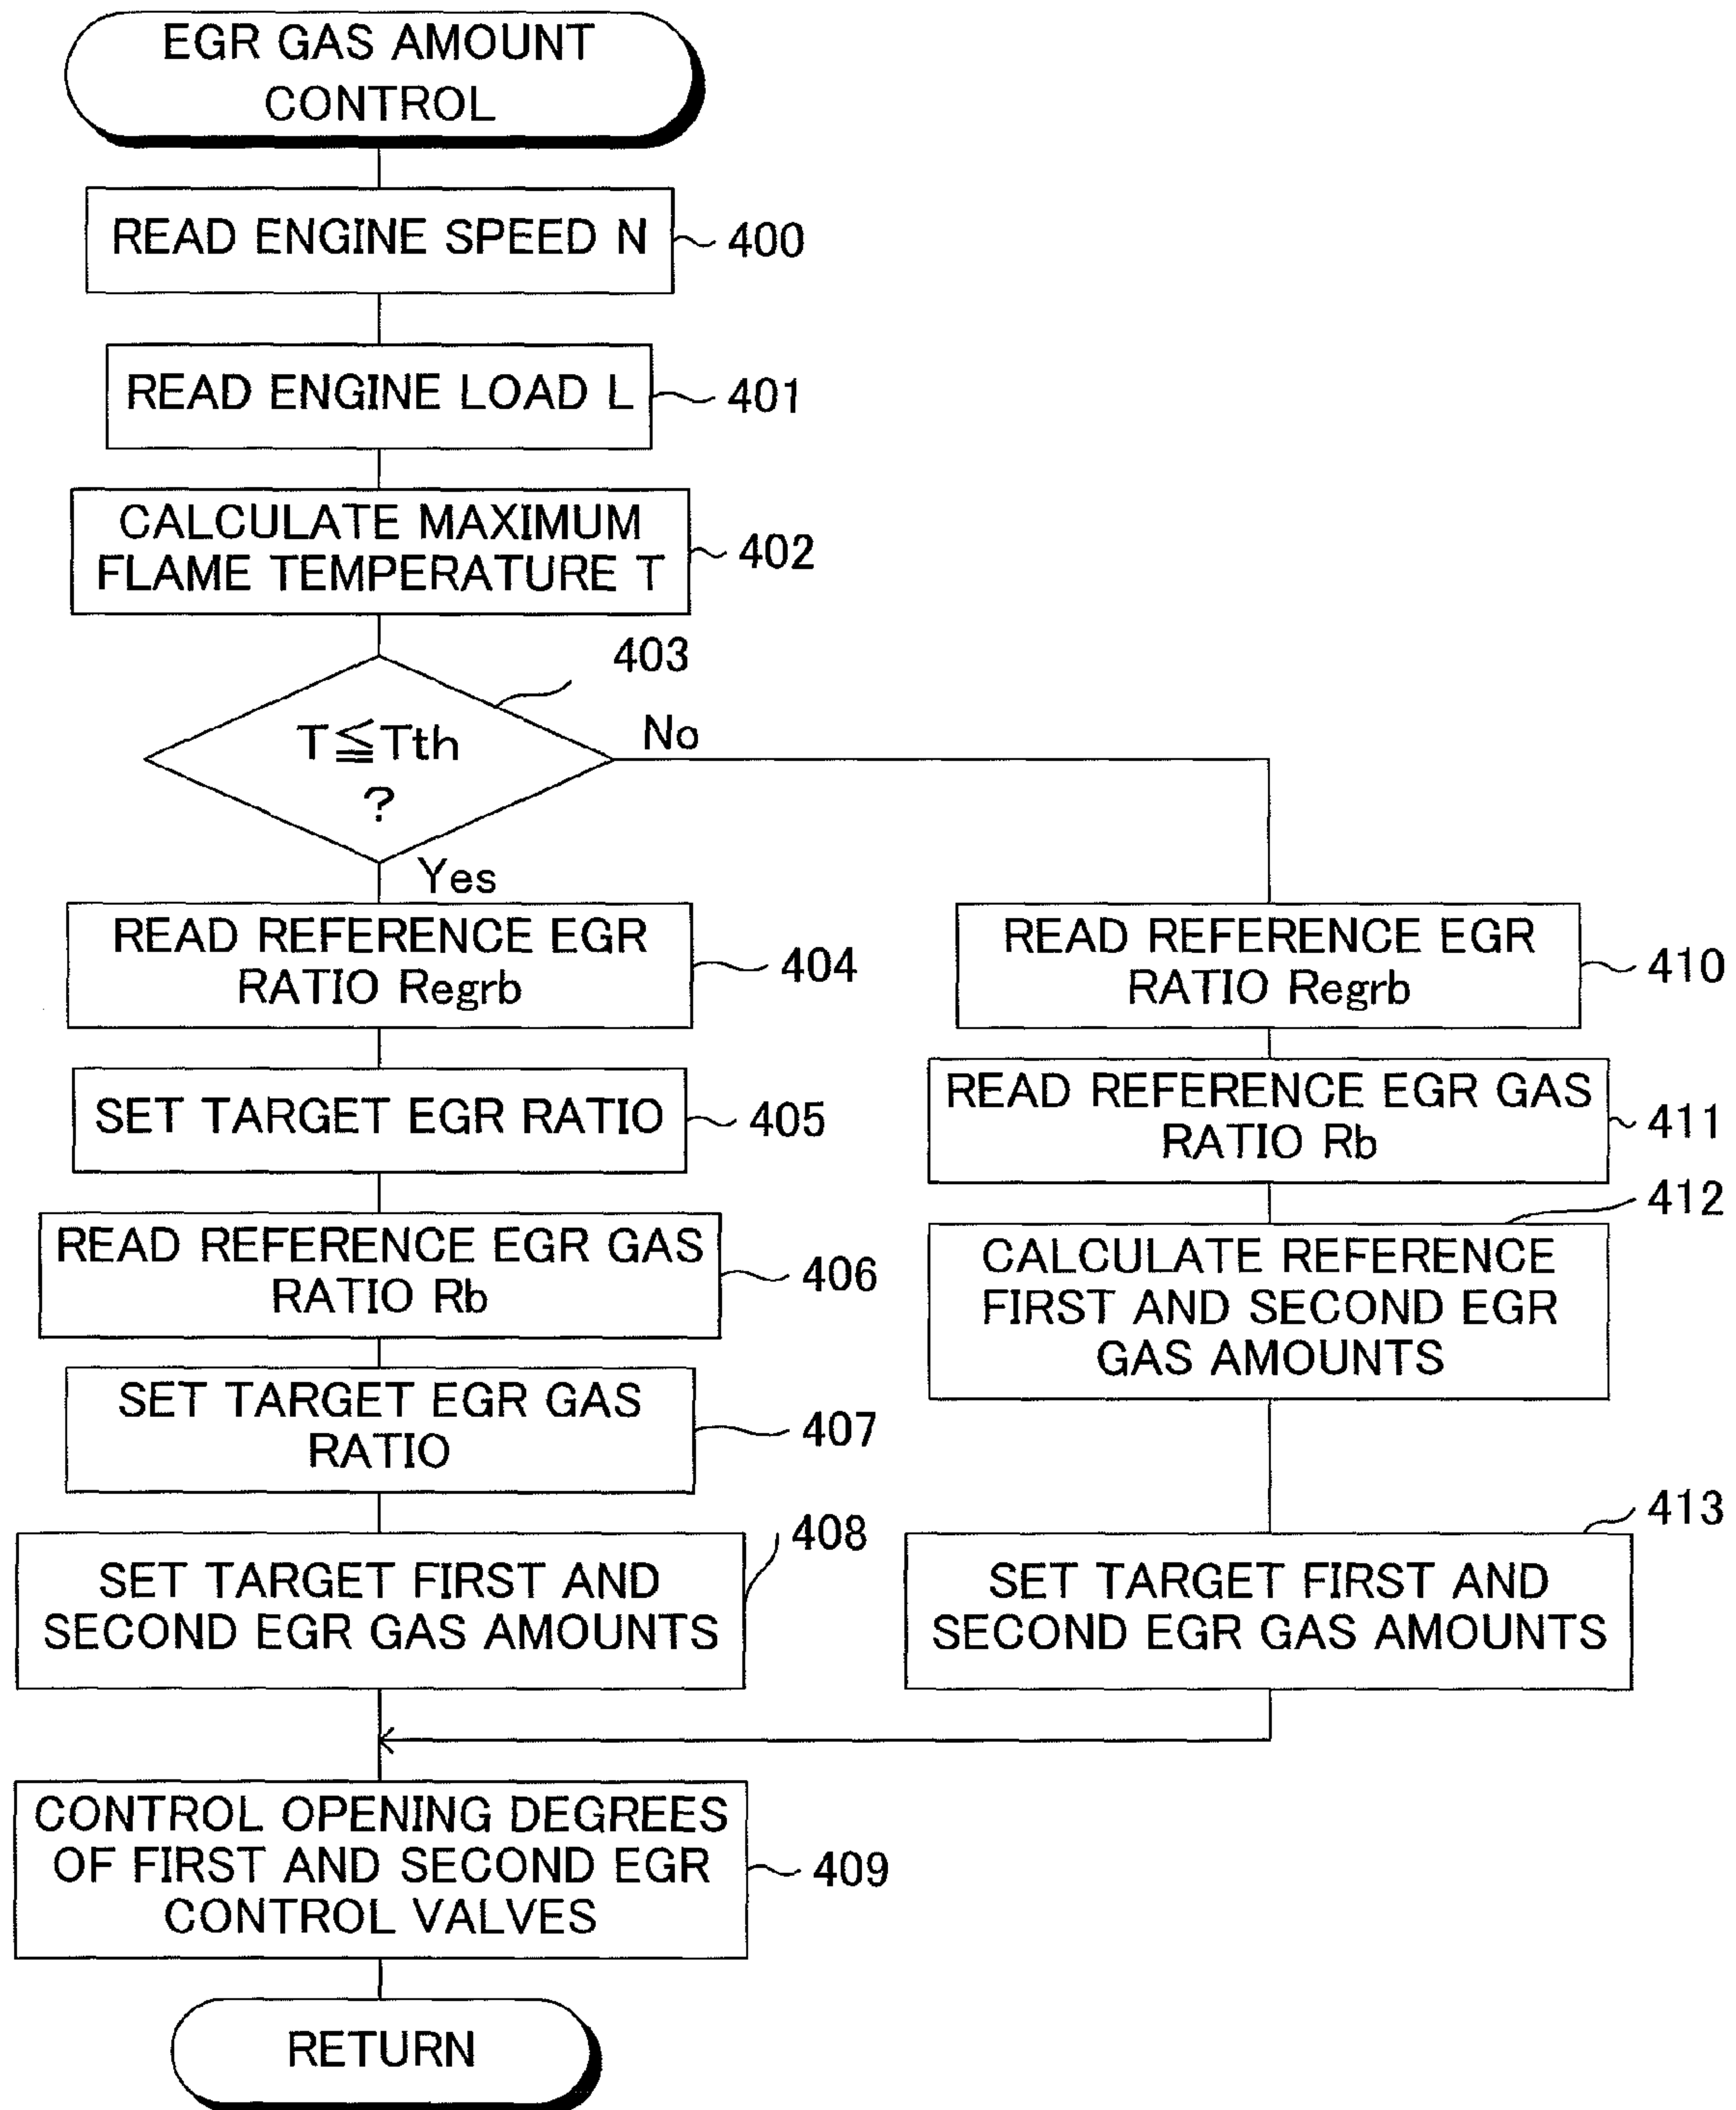 EGR GAS AMOUNT
CONTROL
READ ENGINE SPEED N
400
READ ENGINE LOAD L
401
CALCULATE MAXIMUM
FLAME TEMPERATURE T
402
403
T≦Tth
?
No
Yes
READ REFERENCE EGR
RATIO Regrb
404
SET TARGET EGR RATIO
405
READ REFERENCE EGR GAS
RATIO Rb
406
SET TARGET EGR GAS
RATIO
407
SET TARGET FIRST AND
SECOND EGR GAS AMOUNTS
408
READ REFERENCE EGR
RATIO Regrb
410
READ REFERENCE EGR GAS
RATIO Rb
411
412
CALCULATE REFERENCE
FIRST AND SECOND EGR
GAS AMOUNTS
413
SET TARGET FIRST AND
SECOND EGR GAS AMOUNTS
CONTROL OPENING DEGREES
OF FIRST AND SECOND EGR
CONTROL VALVES
409
RETURN